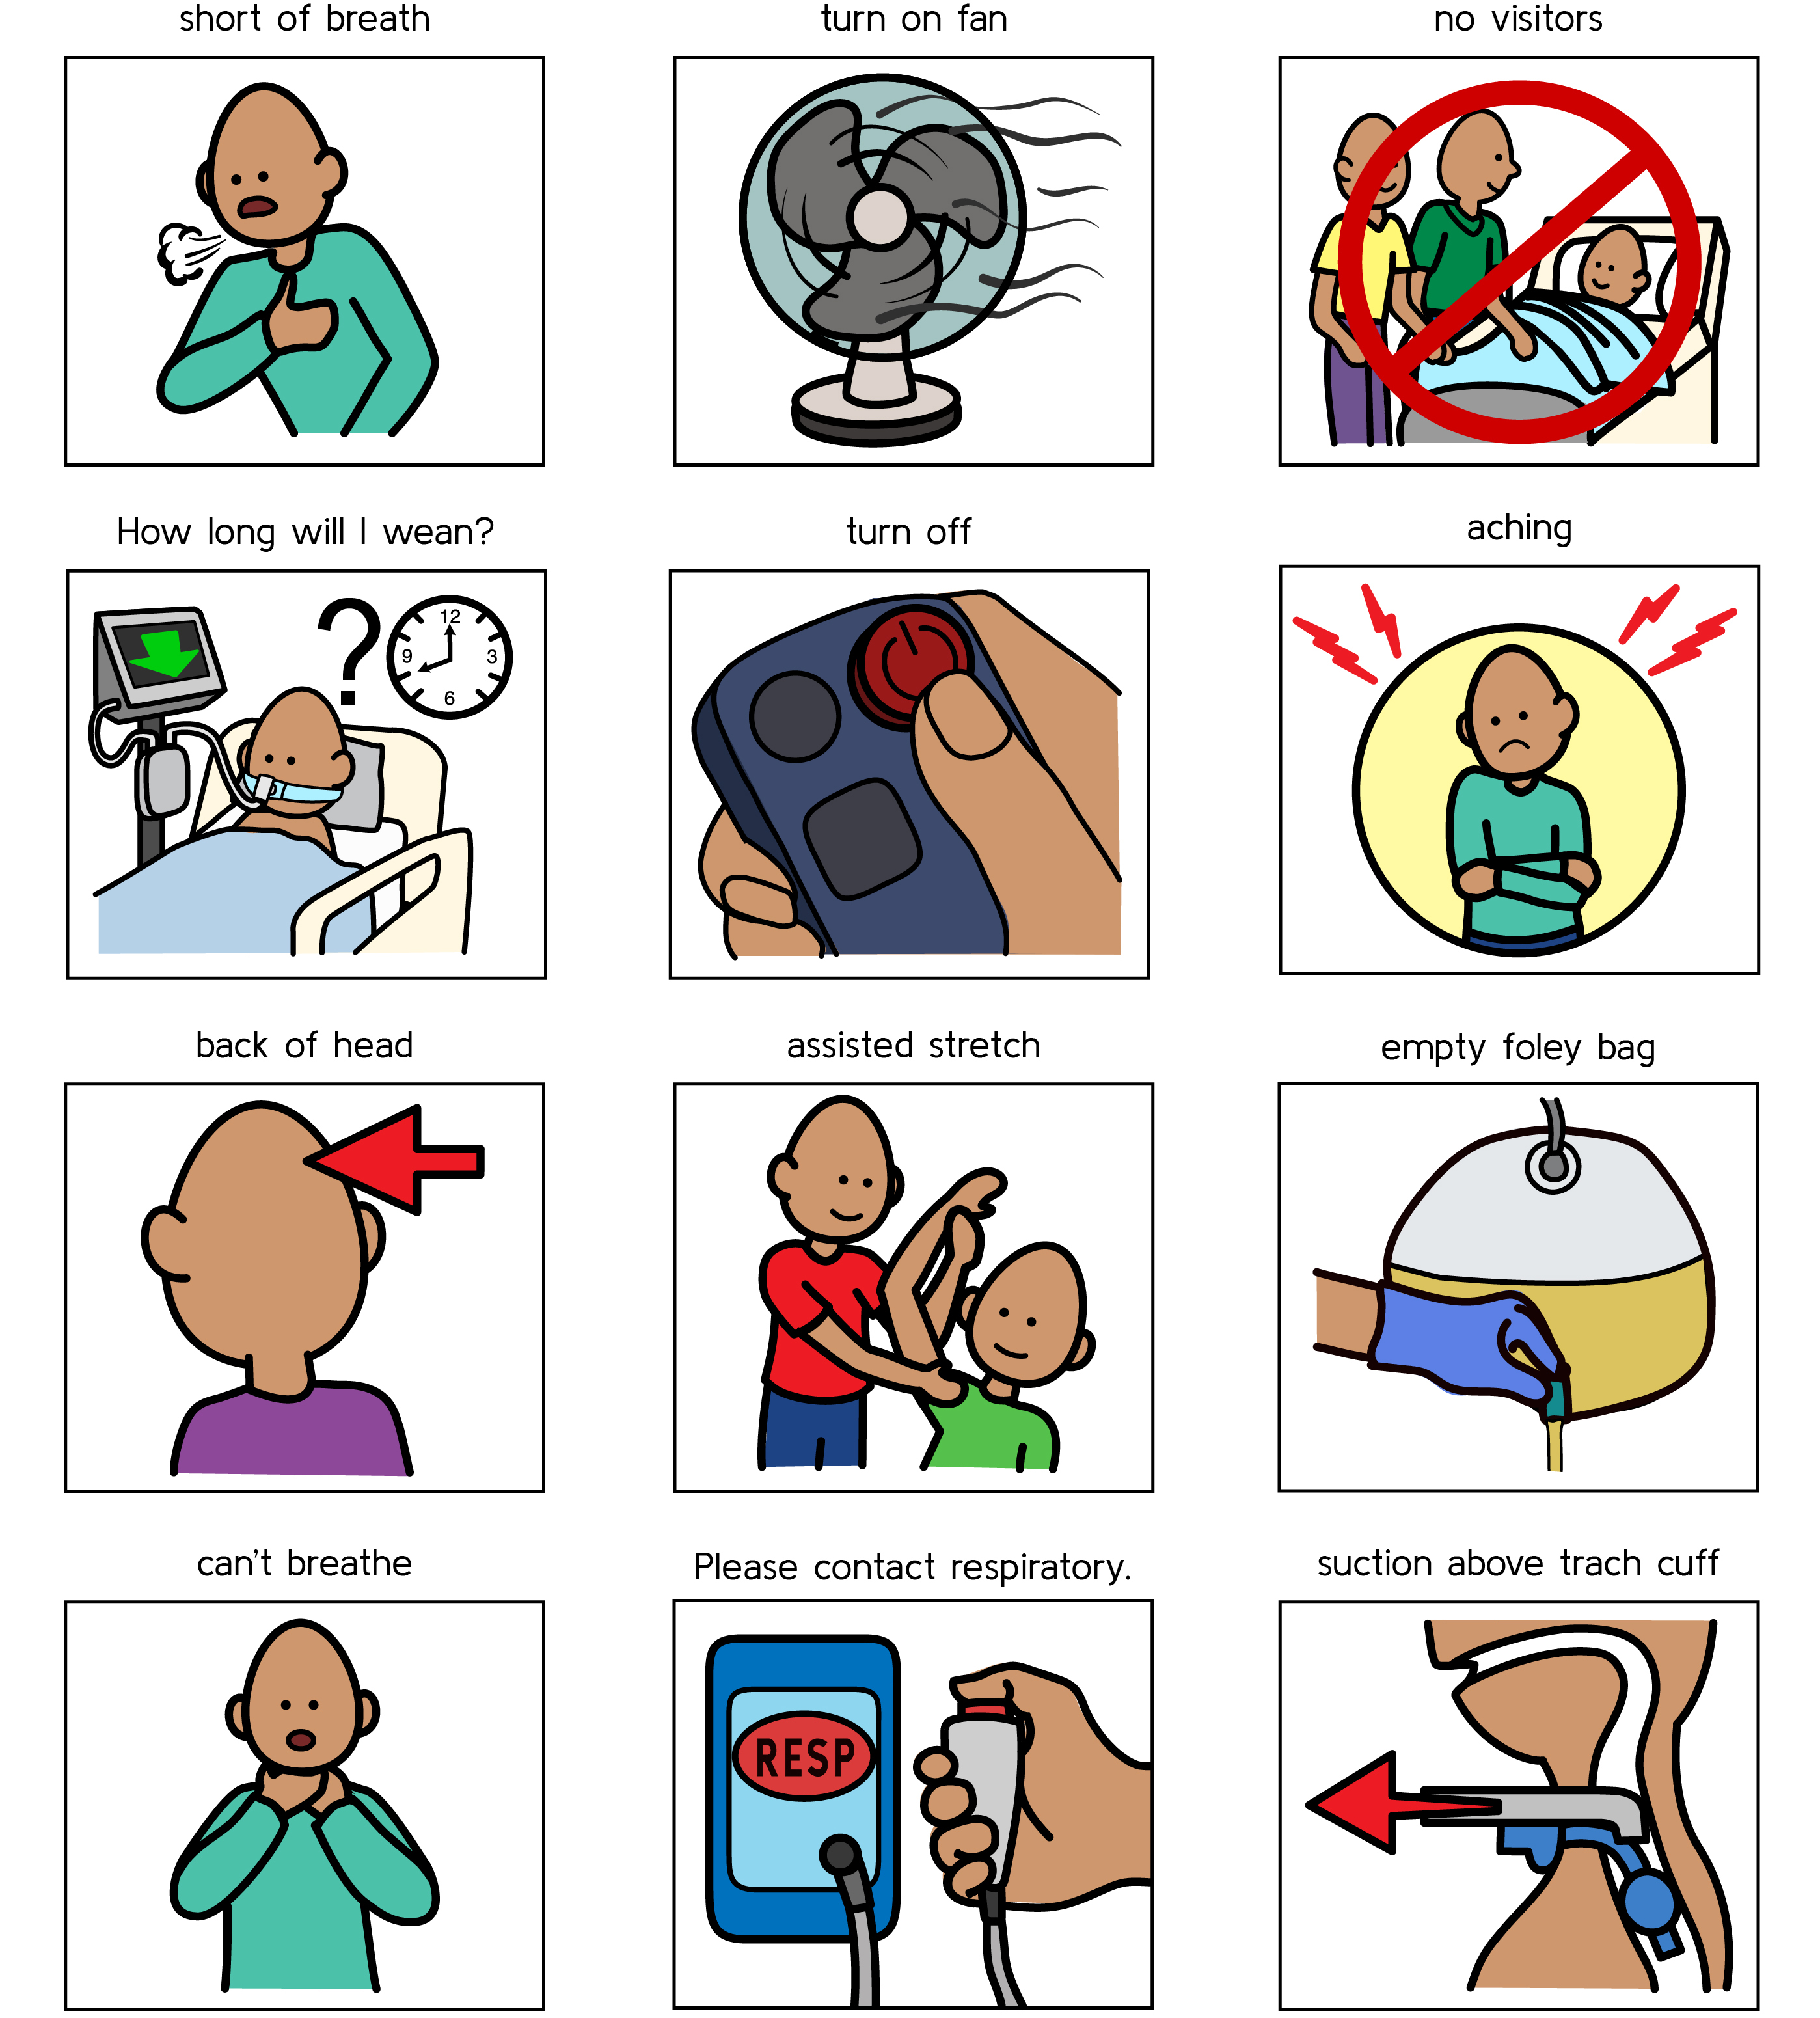 short of breath
turn on fan
no visitors
How long will I wean?
turn off
aching
12
9
3
6
back of head
assisted stretch
empty foley bag
can't breathe
Please contact respiratory.
suction above trach cuff
RESP